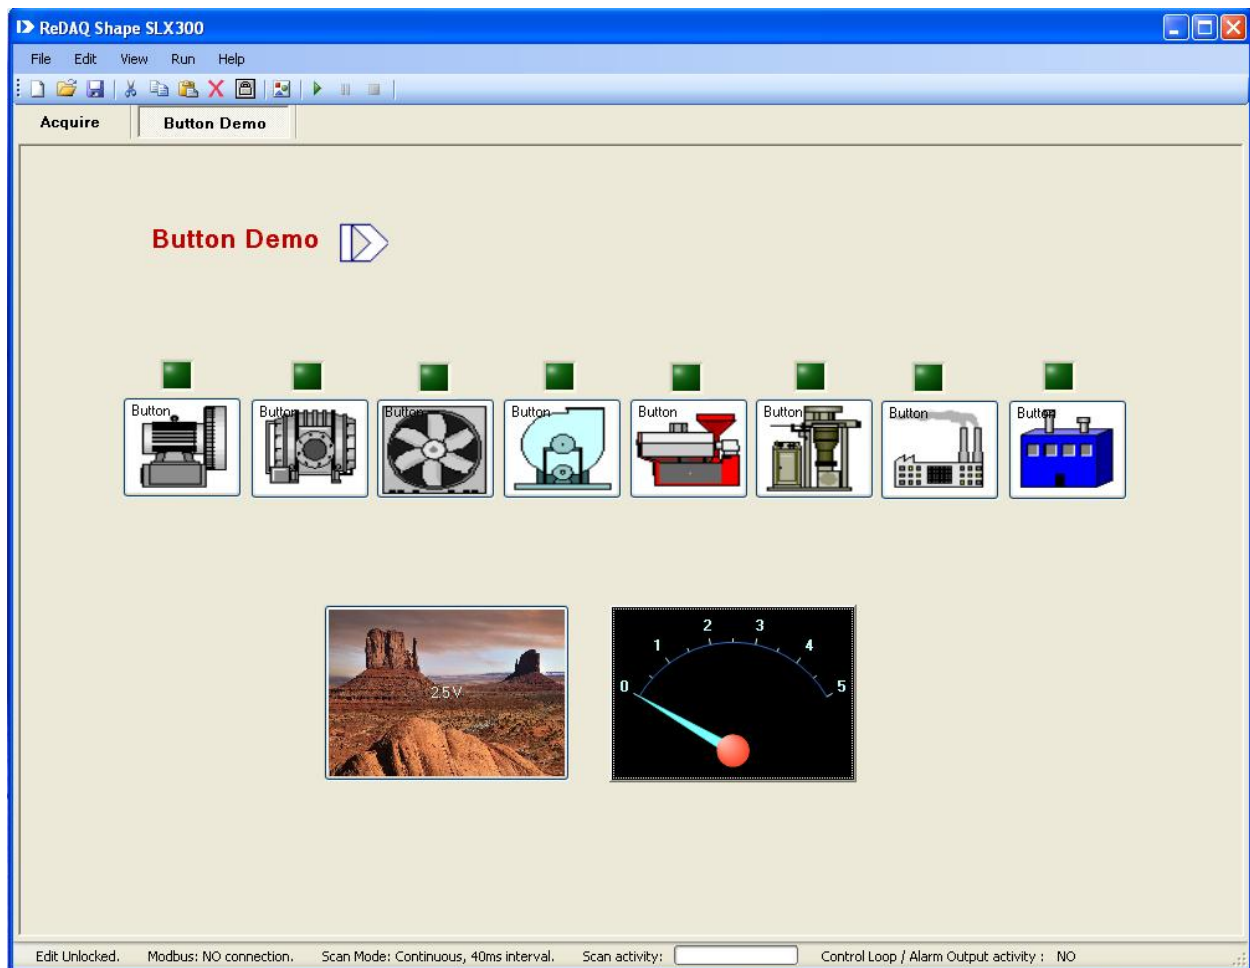 ReDAQ Shape SLX300
File Edit View Run Help
Acquire Button Demo
Button Demo
Button Button Button Button Button Button Button Button
2.5V
0 1 2 3 4 5
Edit Unlocked. Modbus: NO connection. Scan Mode: Continuous, 40ms interval. Scan activity: Control Loop / Alarm Output activity : NO